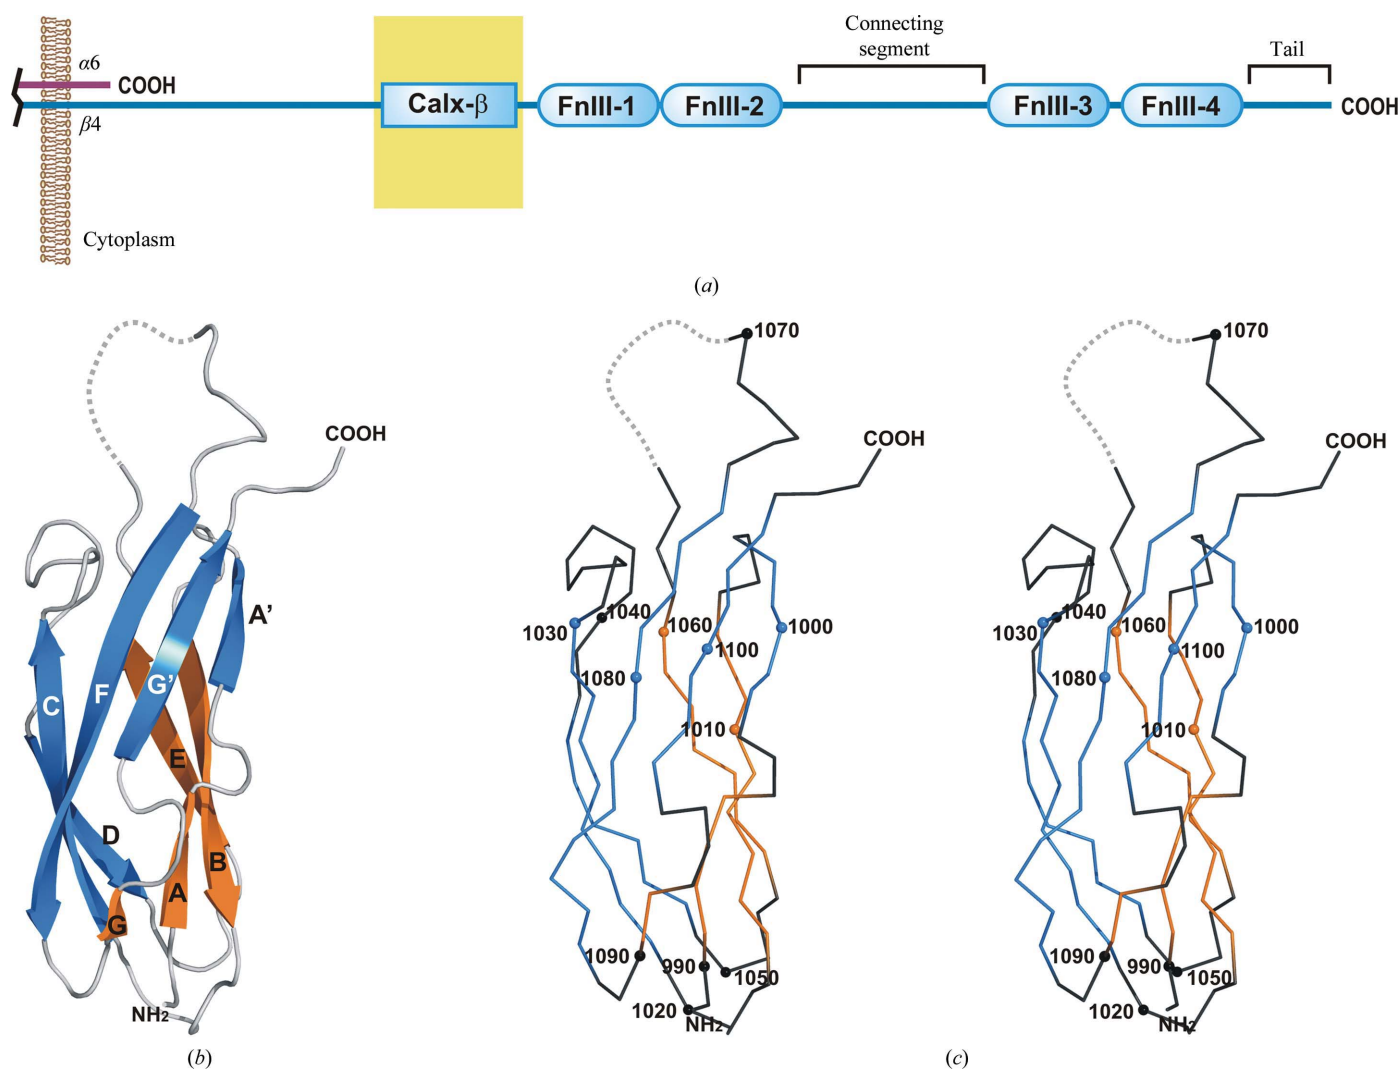 Connecting
segment
Tail
α6
COOH
Calx-β
FnIII-1
FnIII-2
FnIII-3
FnIII-4
COOH
β4
Cytoplasm
(a)
COOH
A’
C
F
G’
E
D
B
A
G
NH2
(b)
1070
COOH
1040
1030
1060
1000
1100
1080
1010
1090
990
1050
1020
NH2
1070
COOH
1040
1030
1060
1000
1100
1080
1010
1090
990
1050
1020
NH2
(c)